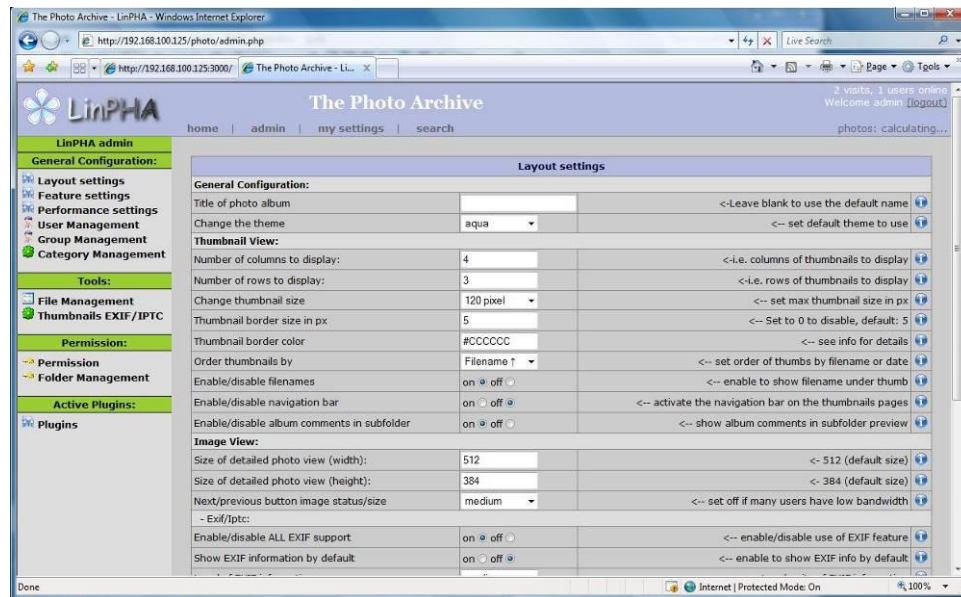 The Photo Archive - LinPHA - Windows Internet Explorer
http://192.168.100.125/photo/admin.php
Live Search
http://192.168.100.125:3000/
The Photo Archive - Li...
Page
Tools
LinPHA
The Photo Archive
2 visits, 1 users online
Welcome admin (logout)
home | admin | my settings | search
photos: calculating...
LinPHA admin
General Configuration:
Layout settings
Feature settings
Performance settings
User Management
Group Management
Category Management
Tools:
File Management
Thumbnails EXIF/IPTC
Permission:
Permission
Folder Management
Active Plugins:
Plugins
Layout settings
General Configuration:
Title of photo album <-Leave blank to use the default name
Change the theme aqua <-- set default theme to use
Thumbnail View:
Number of columns to display: 4 <-i.e. columns of thumbnails to display
Number of rows to display: 3 <-i.e. rows of thumbnails to display
Change thumbnail size 120 pixel <-- set max thumbnail size in px
Thumbnail border size in px 5 <-- Set to 0 to disable, default: 5
Thumbnail border color #CCCCCC <-- see info for details
Order thumbnails by Filename ↑ <-- set order of thumbs by filename or date
Enable/disable filenames on off <-- enable to show filename under thumb
Enable/disable navigation bar on off <-- activate the navigation bar on the thumbnails pages
Enable/disable album comments in subfolder on off <-- show album comments in subfolder preview
Image View:
Size of detailed photo view (width): 512 <- 512 (default size)
Size of detailed photo view (height): 384 <- 384 (default size)
Next/previous button image status/size medium <-- set off if many users have low bandwidth
- Exif/Iptc:
Enable/disable ALL EXIF support on off <-- enable/disable use of EXIF feature
Show EXIF information by default on off <-- enable to show EXIF info by default
Done
Internet | Protected Mode: On
100%